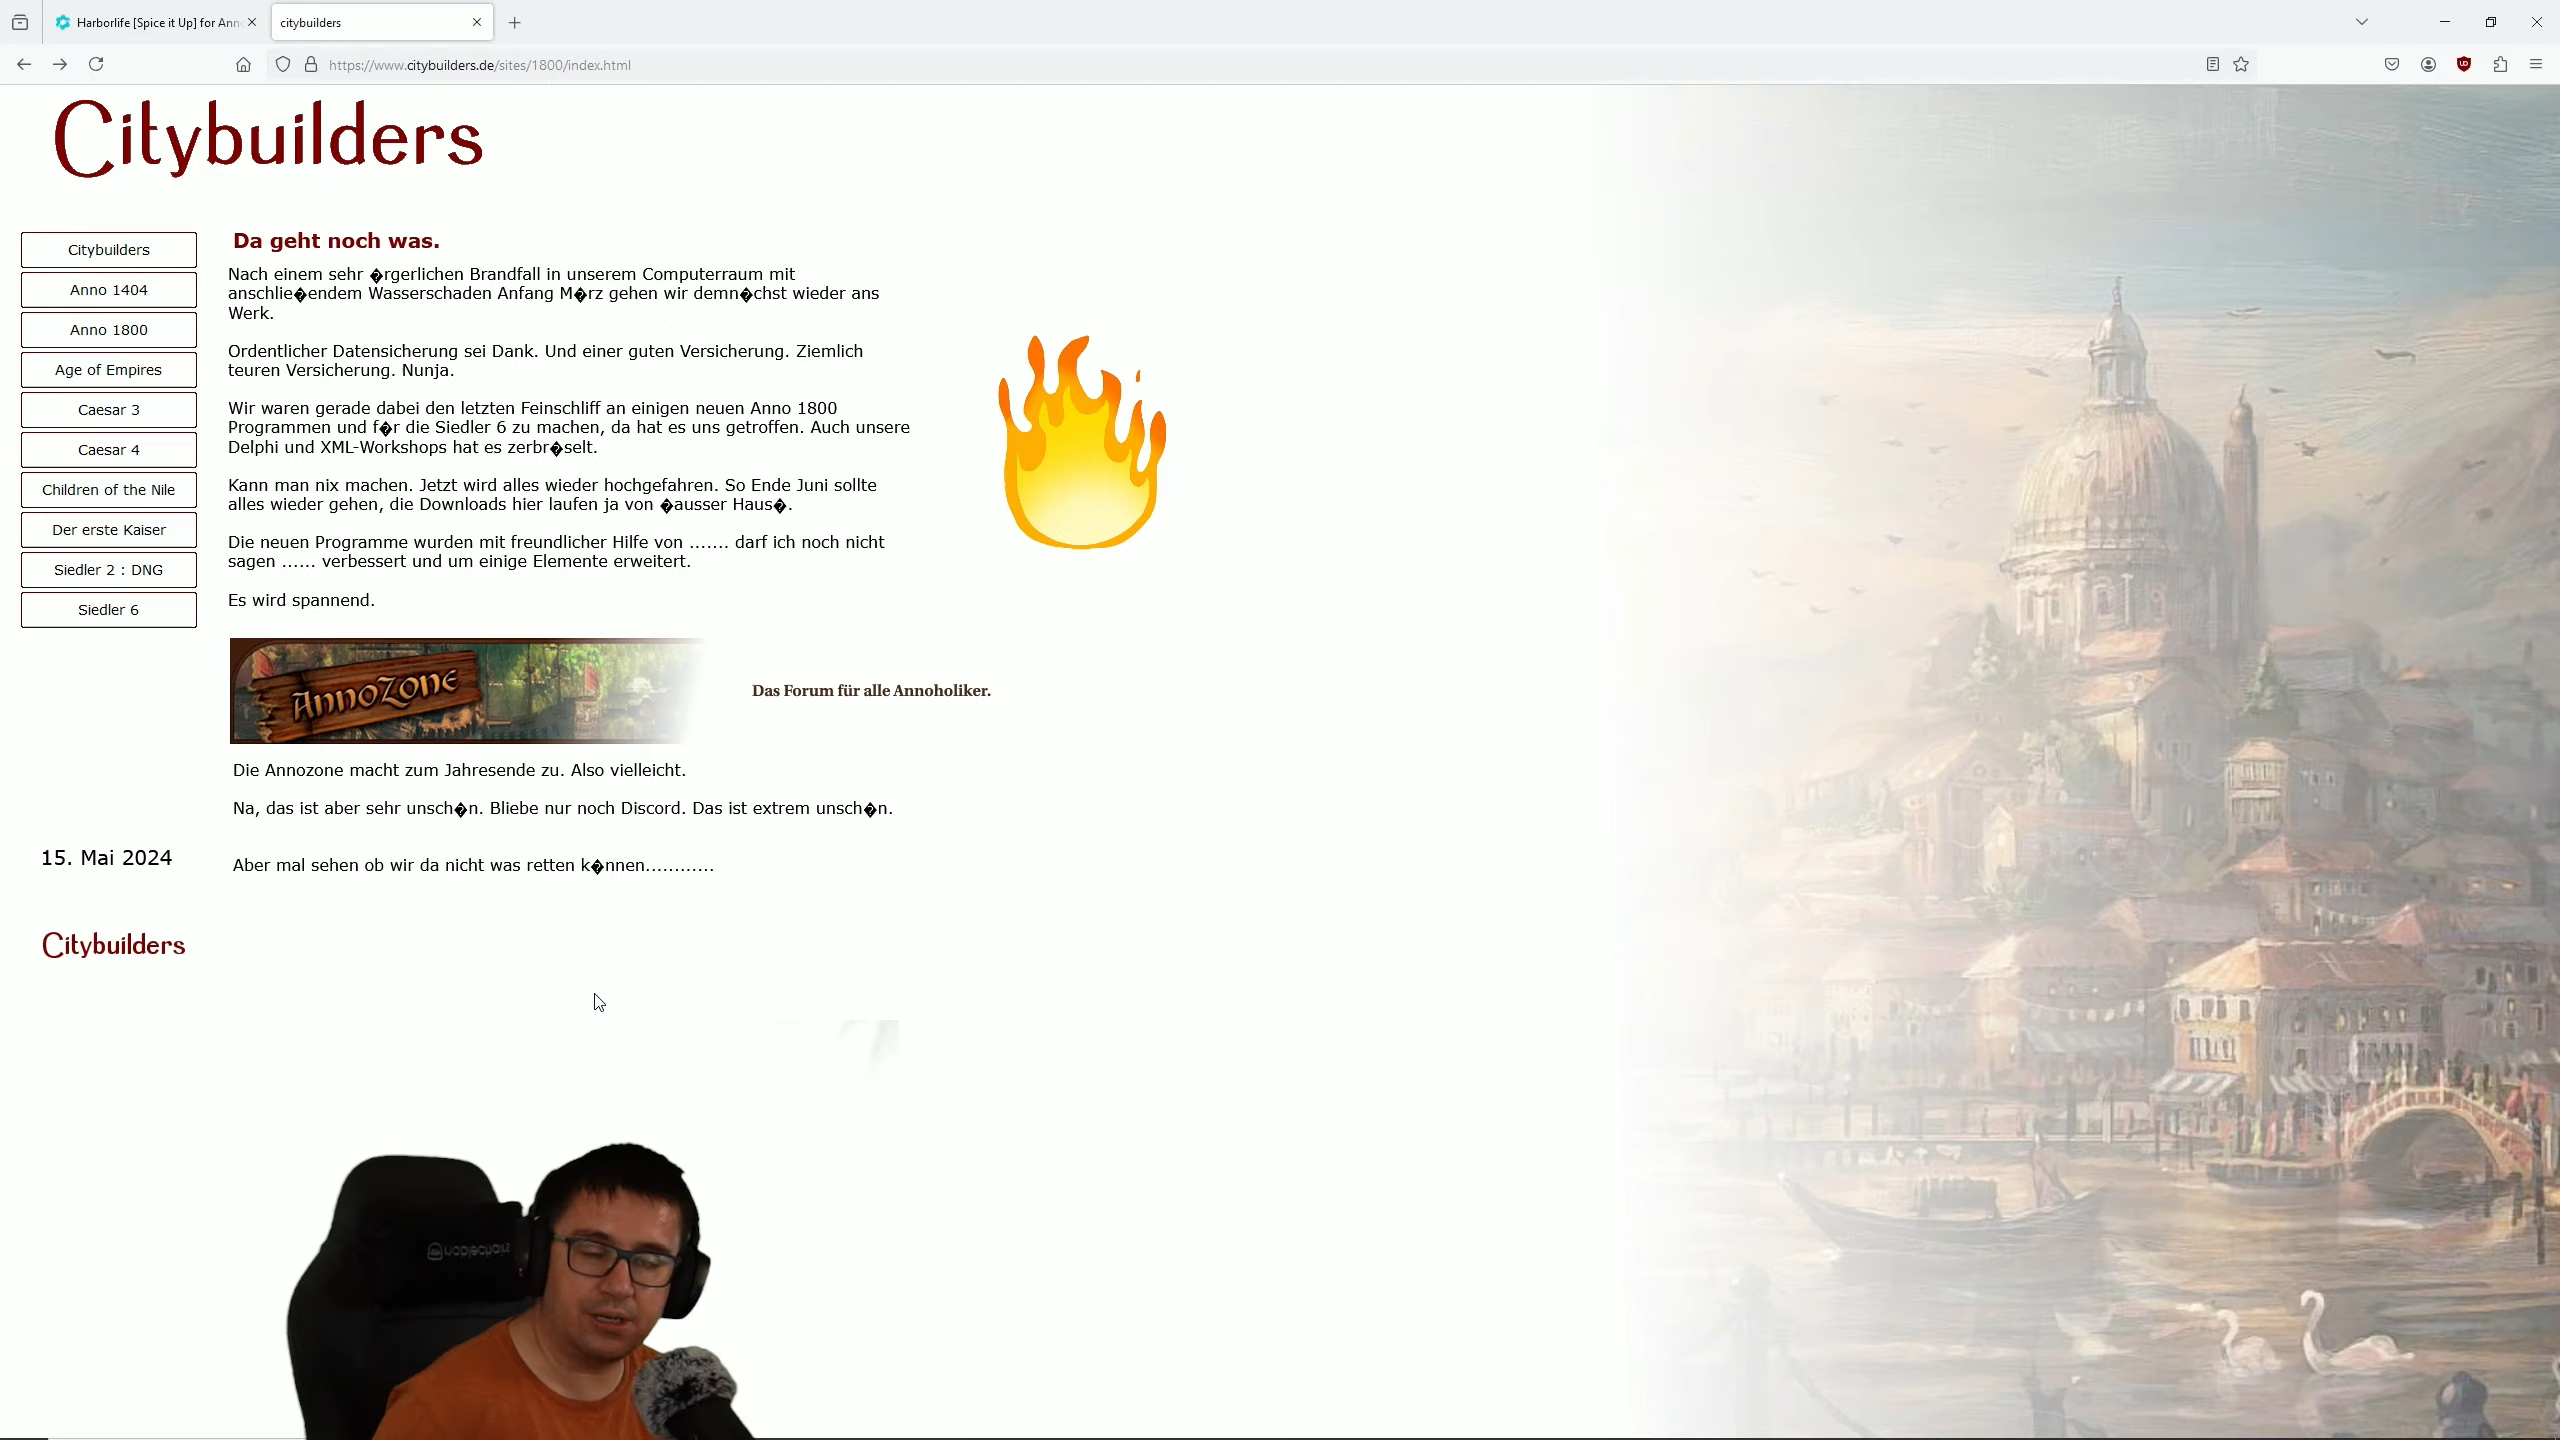 Harborlife [Spice it Up] for Ann
citybuilders
https://www.citybuilders.de/sites/1800/index.html
Citybuilders
Citybuilders
Anno 1404
Anno 1800
Age of Empires
Caesar 3
Caesar 4
Children of the Nile
Der erste Kaiser
Siedler 2 : DNG
Siedler 6
Da geht noch was.
Nach einem sehr �rgerlichen Brandfall in unserem Computerraum mit
anschlie�endem Wasserschaden Anfang M�rz gehen wir demn�chst wieder ans
Werk.
Ordentlicher Datensicherung sei Dank. Und einer guten Versicherung. Ziemlich
teuren Versicherung. Nunja.
Wir waren gerade dabei den letzten Feinschliff an einigen neuen Anno 1800
Programmen und f�r die Siedler 6 zu machen, da hat es uns getroffen. Auch unsere
Delphi und XML-Workshops hat es zerbr�selt.
Kann man nix machen. Jetzt wird alles wieder hochgefahren. So Ende Juni sollte
alles wieder gehen, die Downloads hier laufen ja von �ausser Haus�.
Die neuen Programme wurden mit freundlicher Hilfe von ....... darf ich noch nicht
sagen ...... verbessert und um einige Elemente erweitert.
Es wird spannend.
AnnoZone
Das Forum für alle Annoholiker.
Die Annozone macht zum Jahresende zu. Also vielleicht.
Na, das ist aber sehr unsch�n. Bliebe nur noch Discord. Das ist extrem unsch�n.
15. Mai 2024
Aber mal sehen ob wir da nicht was retten k�nnen............
Citybuilders